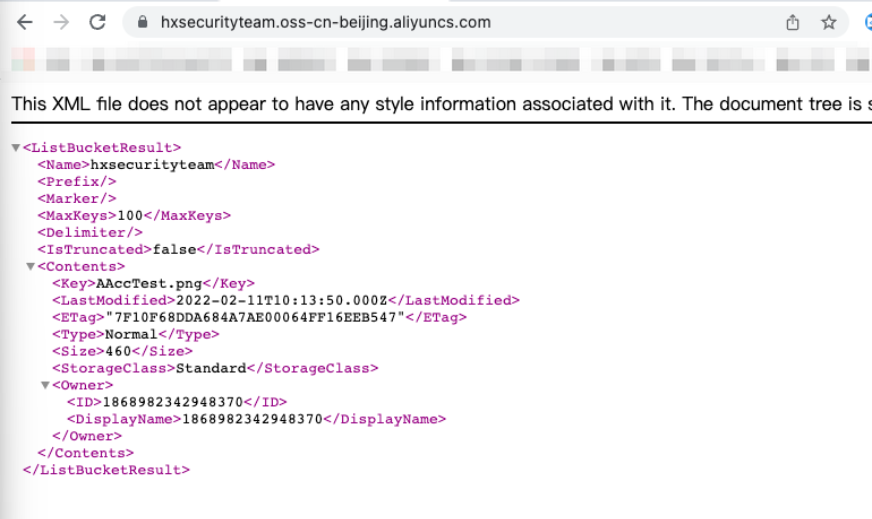 hxsecurityteam.oss-cn-beijing.aliyuncs.com
This XML file does not appear to have any style information associated with it. The document tree is
▼<ListBucketResult>
<Name>hxsecurityteam</Name>
<Prefix/>
<Marker/>
<MaxKeys>100</MaxKeys>
<Delimiter/>
<IsTruncated>false</IsTruncated>
▼<Contents>
<Key>AAccTest.png</Key>
<LastModified>2022-02-11T10:13:50.000Z</LastModified>
<ETag>"7F10F68DDA684A7AE00064FF16EEB547"</ETag>
<Type>Normal</Type>
<Size>460</Size>
<StorageClass>Standard</StorageClass>
▼<Owner>
<ID>1868982342948370</ID>
<DisplayName>1868982342948370</DisplayName>
</Owner>
</Contents>
</ListBucketResult>